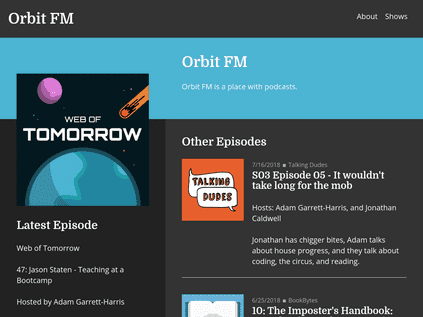 Orbit FM
About Shows
Orbit FM
Orbit FM is a place with podcasts.
WEB OF
TOMORROW
Latest Episode
Web of Tomorrow
47: Jason Staten - Teaching at a
Bootcamp
Hosted by Adam Garrett-Harris
Other Episodes
TALKING
DUDES
7/16/2018 ■ Talking Dudes
S03 Episode 05 - It wouldn't
take long for the mob
Hosts: Adam Garrett-Harris, and Jonathan
Caldwell
Jonathan has chigger bites, Adam talks
about house progress, and they talk about
coding, the circus, and reading.
6/25/2018 ■ BookBytes
10: The Imposter's Handbook: